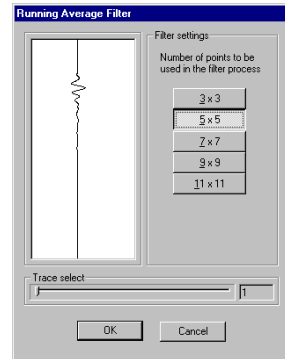 Running Average Filter
Filter settings
Number of points to be
used in the filter process
3 x 3
5 x 5
7 x 7
9 x 9
11 x 11
Trace select
1
OK
Cancel